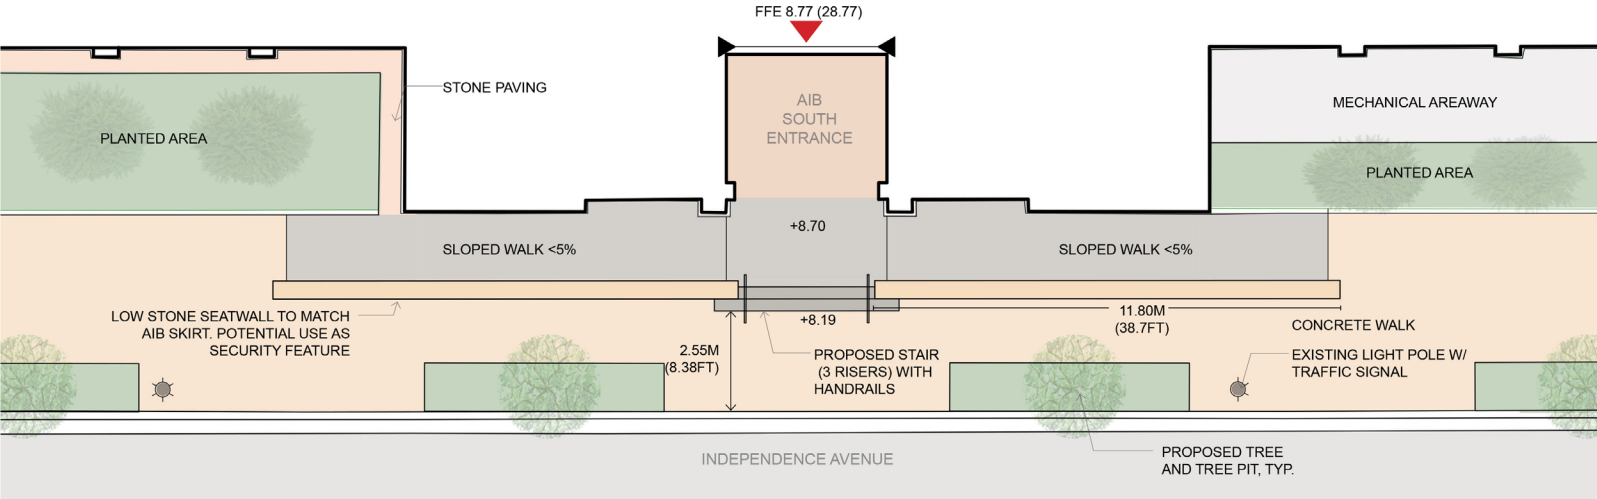 FFE 8.77 (28.77)
STONE PAVING
AIB
SOUTH
ENTRANCE
MECHANICAL AREAWAY
PLANTED AREA
PLANTED AREA
+8.70
SLOPED WALK <5%
SLOPED WALK <5%
LOW STONE SEATWALL TO MATCH
AIB SKIRT. POTENTIAL USE AS
SECURITY FEATURE
+8.19
11.80M
(38.7FT)
CONCRETE WALK
2.55M
(8.38FT)
PROPOSED STAIR
(3 RISERS) WITH
HANDRAILS
EXISTING LIGHT POLE W/
TRAFFIC SIGNAL
INDEPENDENCE AVENUE
PROPOSED TREE
AND TREE PIT, TYP.